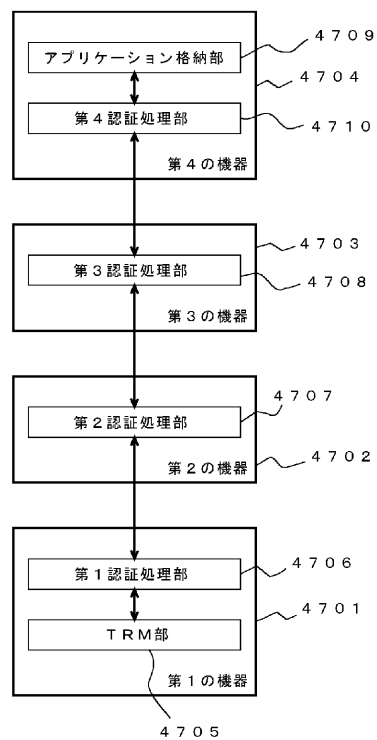 4709
アプリケーション格納部
4704
第4認証処理部
4710
第4の機器
4703
第3認証処理部
4708
第3の機器
4707
第2認証処理部
第2の機器
4702
第1認証処理部
4706
4701
TRM部
第1の機器
4705